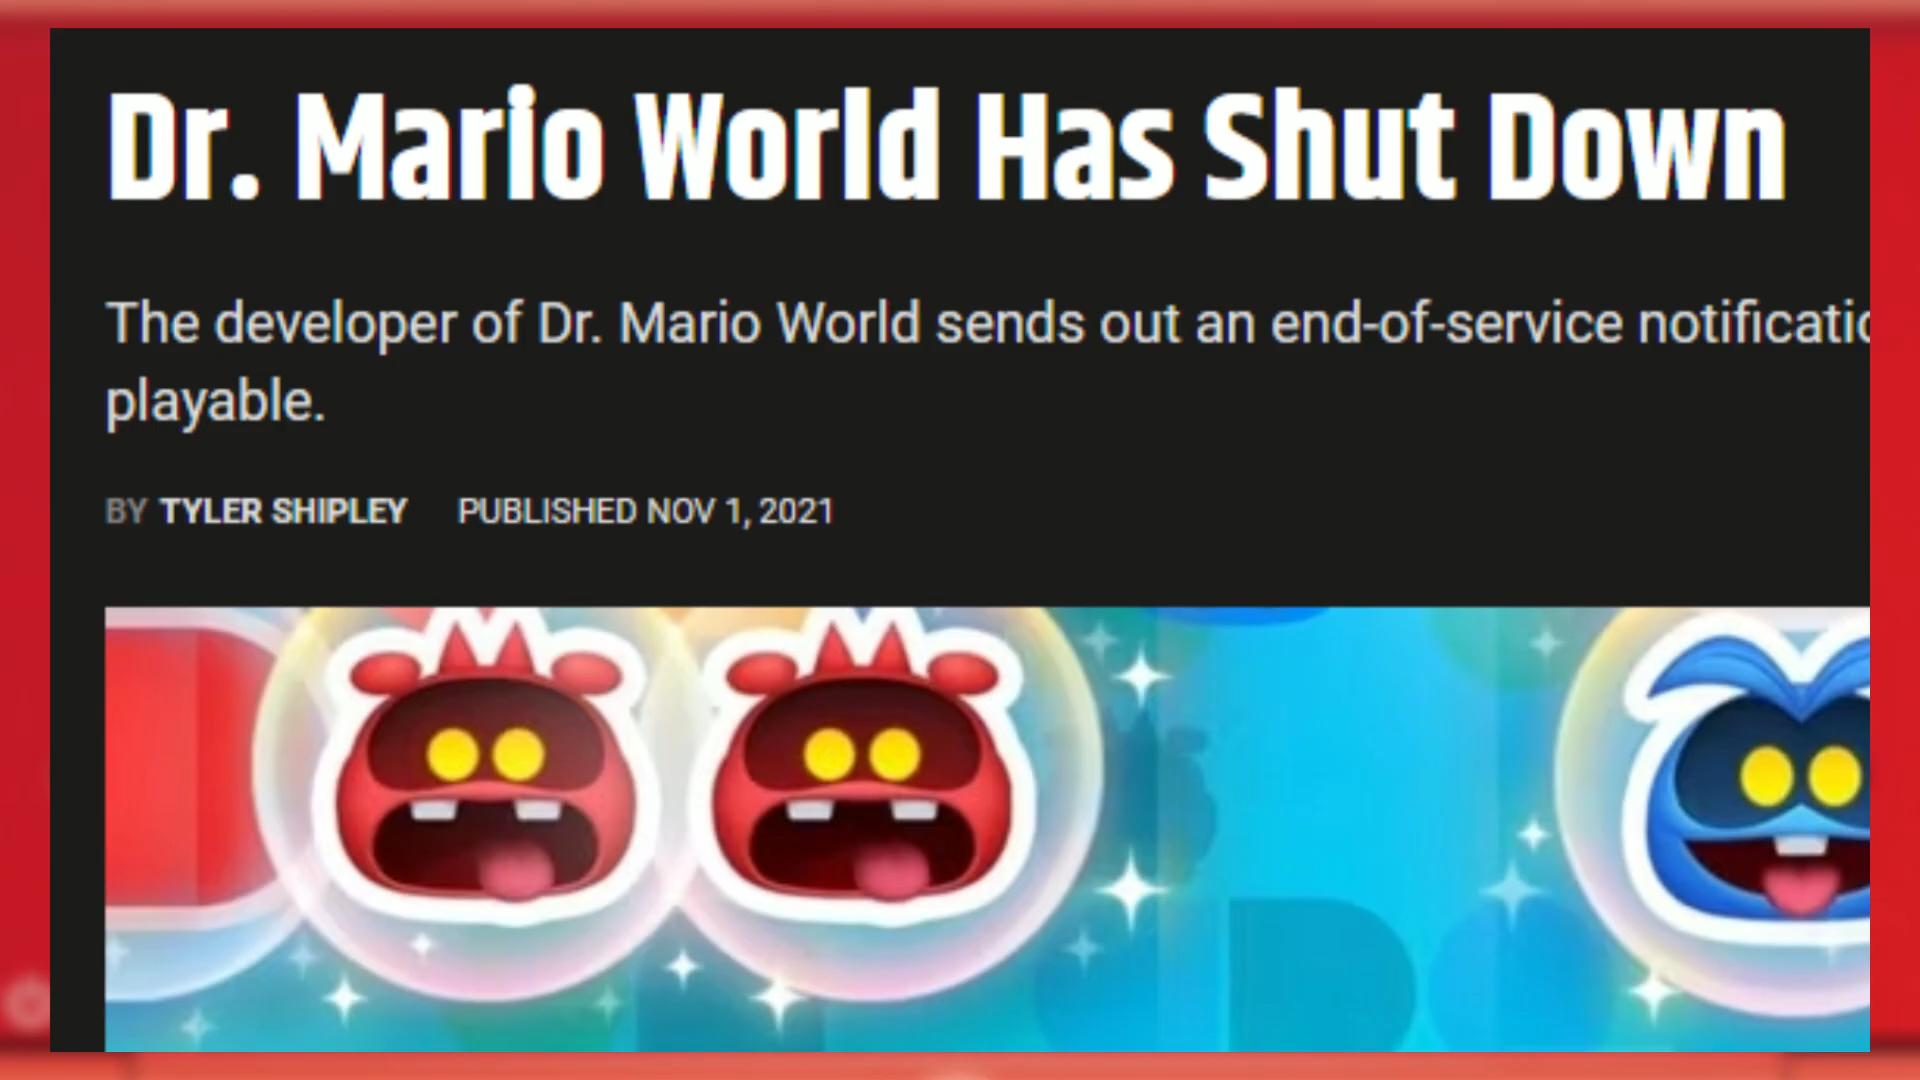 Dr. Mario World Has Shut Down
The developer of Dr. Mario World sends out an end-of-service
playable.
BY TYLER SHIPLEY PUBLISHED NOV 1, 2021